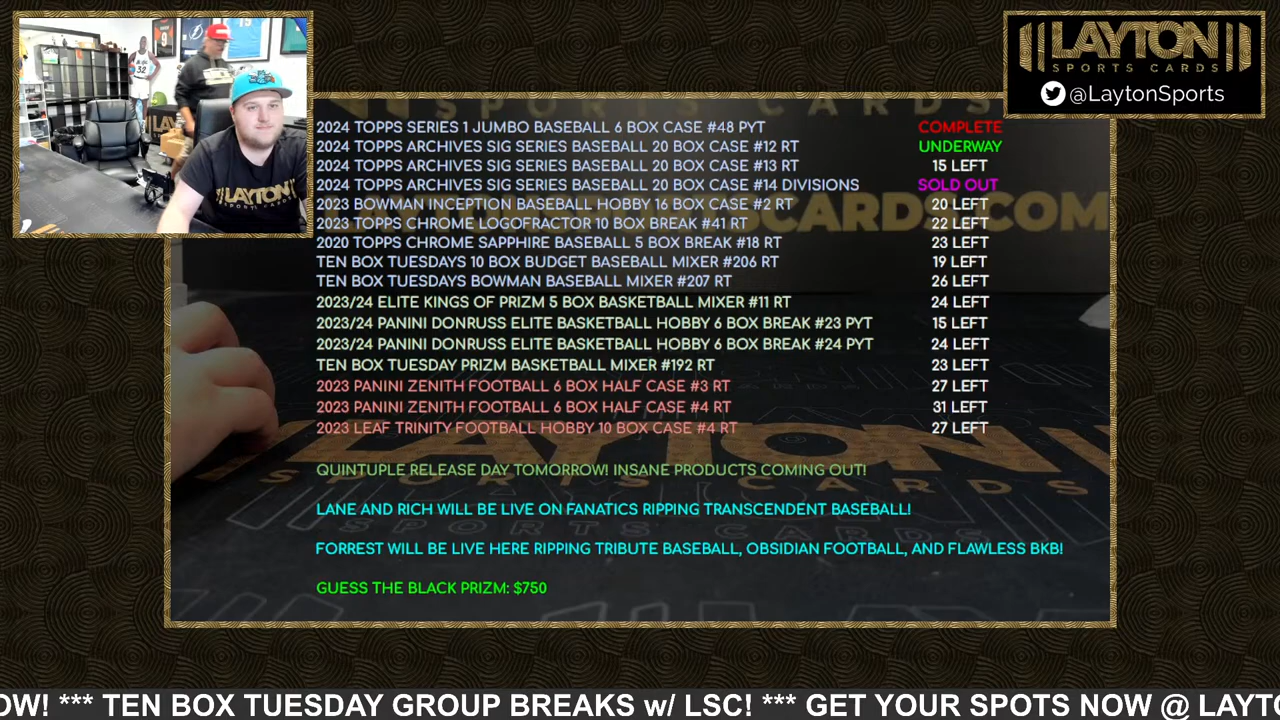 LAYTON
SPORTS CARDS
@LaytonSports
2024 TOPPS SERIES 1 JUMBO BASEBALL 6 BOX CASE #48 PYT COMPLETE
2024 TOPPS ARCHIVES SIG SERIES BASEBALL 20 BOX CASE #12 RT UNDERWAY
2024 TOPPS ARCHIVES SIG SERIES BASEBALL 20 BOX CASE #13 RT 15 LEFT
2024 TOPPS ARCHIVES SIG SERIES BASEBALL 20 BOX CASE #14 DIVISIONS SOLD OUT
2023 BOWMAN INCEPTION BASEBALL HOBBY 16 BOX CASE #2 RT 20 LEFT
2023 TOPPS CHROME LOGOFRACTOR 10 BOX BREAK #41 RT 22 LEFT
2020 TOPPS CHROME SAPPHIRE BASEBALL 5 BOX BREAK #18 RT 23 LEFT
TEN BOX TUESDAYS 10 BOX BUDGET BASEBALL MIXER #206 RT 19 LEFT
TEN BOX TUESDAYS BOWMAN BASEBALL MIXER #207 RT 26 LEFT
2023/24 ELITE KINGS OF PRIZM 5 BOX BASKETBALL MIXER #11 RT 24 LEFT
2023/24 PANINI DONRUSS ELITE BASKETBALL HOBBY 6 BOX BREAK #23 PYT 15 LEFT
2023/24 PANINI DONRUSS ELITE BASKETBALL HOBBY 6 BOX BREAK #24 PYT 24 LEFT
TEN BOX TUESDAY PRIZM BASKETBALL MIXER #192 RT 23 LEFT
2023 PANINI ZENITH FOOTBALL 6 BOX HALF CASE #3 RT 27 LEFT
2023 PANINI ZENITH FOOTBALL 6 BOX HALF CASE #4 RT 31 LEFT
2023 LEAF TRINITY FOOTBALL HOBBY 10 BOX CASE #4 RT 27 LEFT
QUINTUPLE RELEASE DAY TOMORROW! INSANE PRODUCTS COMING OUT!
LANE AND RICH WILL BE LIVE ON FANATICS RIPPING TRANSCENDENT BASEBALL!
FORREST WILL BE LIVE HERE RIPPING TRIBUTE BASEBALL, OBSIDIAN FOOTBALL, AND FLAWLESS BKB!
GUESS THE BLACK PRIZM: $750
LAYTON
SPORTS CARDS
OW! *** TEN BOX TUESDAY GROUP BREAKS w/ LSC! *** GET YOUR SPOTS NOW @ LAYTO